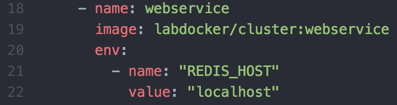 18 - name: webservice
19 image: labdocker/cluster:webservice
20 env:
21 - name: "REDIS_HOST"
22 value: "localhost"